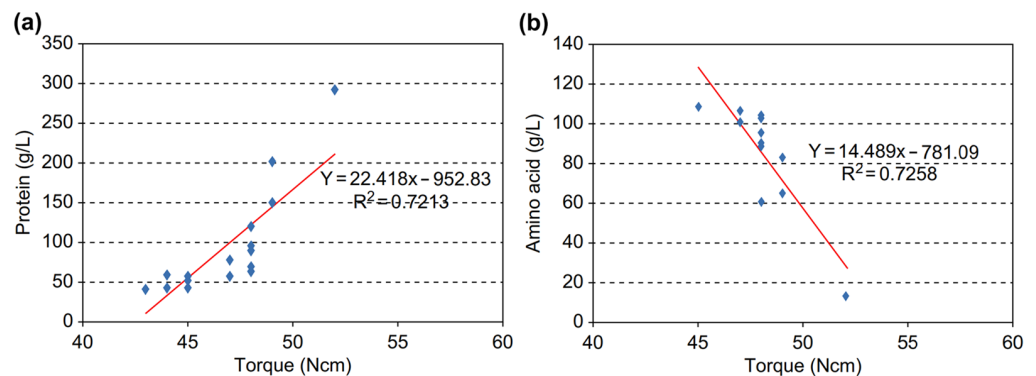 (a)
350
300
250
200
150
100
50
0
Protein (g/L)
Y=22.418x−952.83
R²=0.7213
40 45 50 55 60
Torque (Ncm)
(b)
140
120
100
80
60
40
20
0
Amino acid (g/L)
Y=14.489x−781.09
R²=0.7258
40 45 50 55 60
Torque (Ncm)